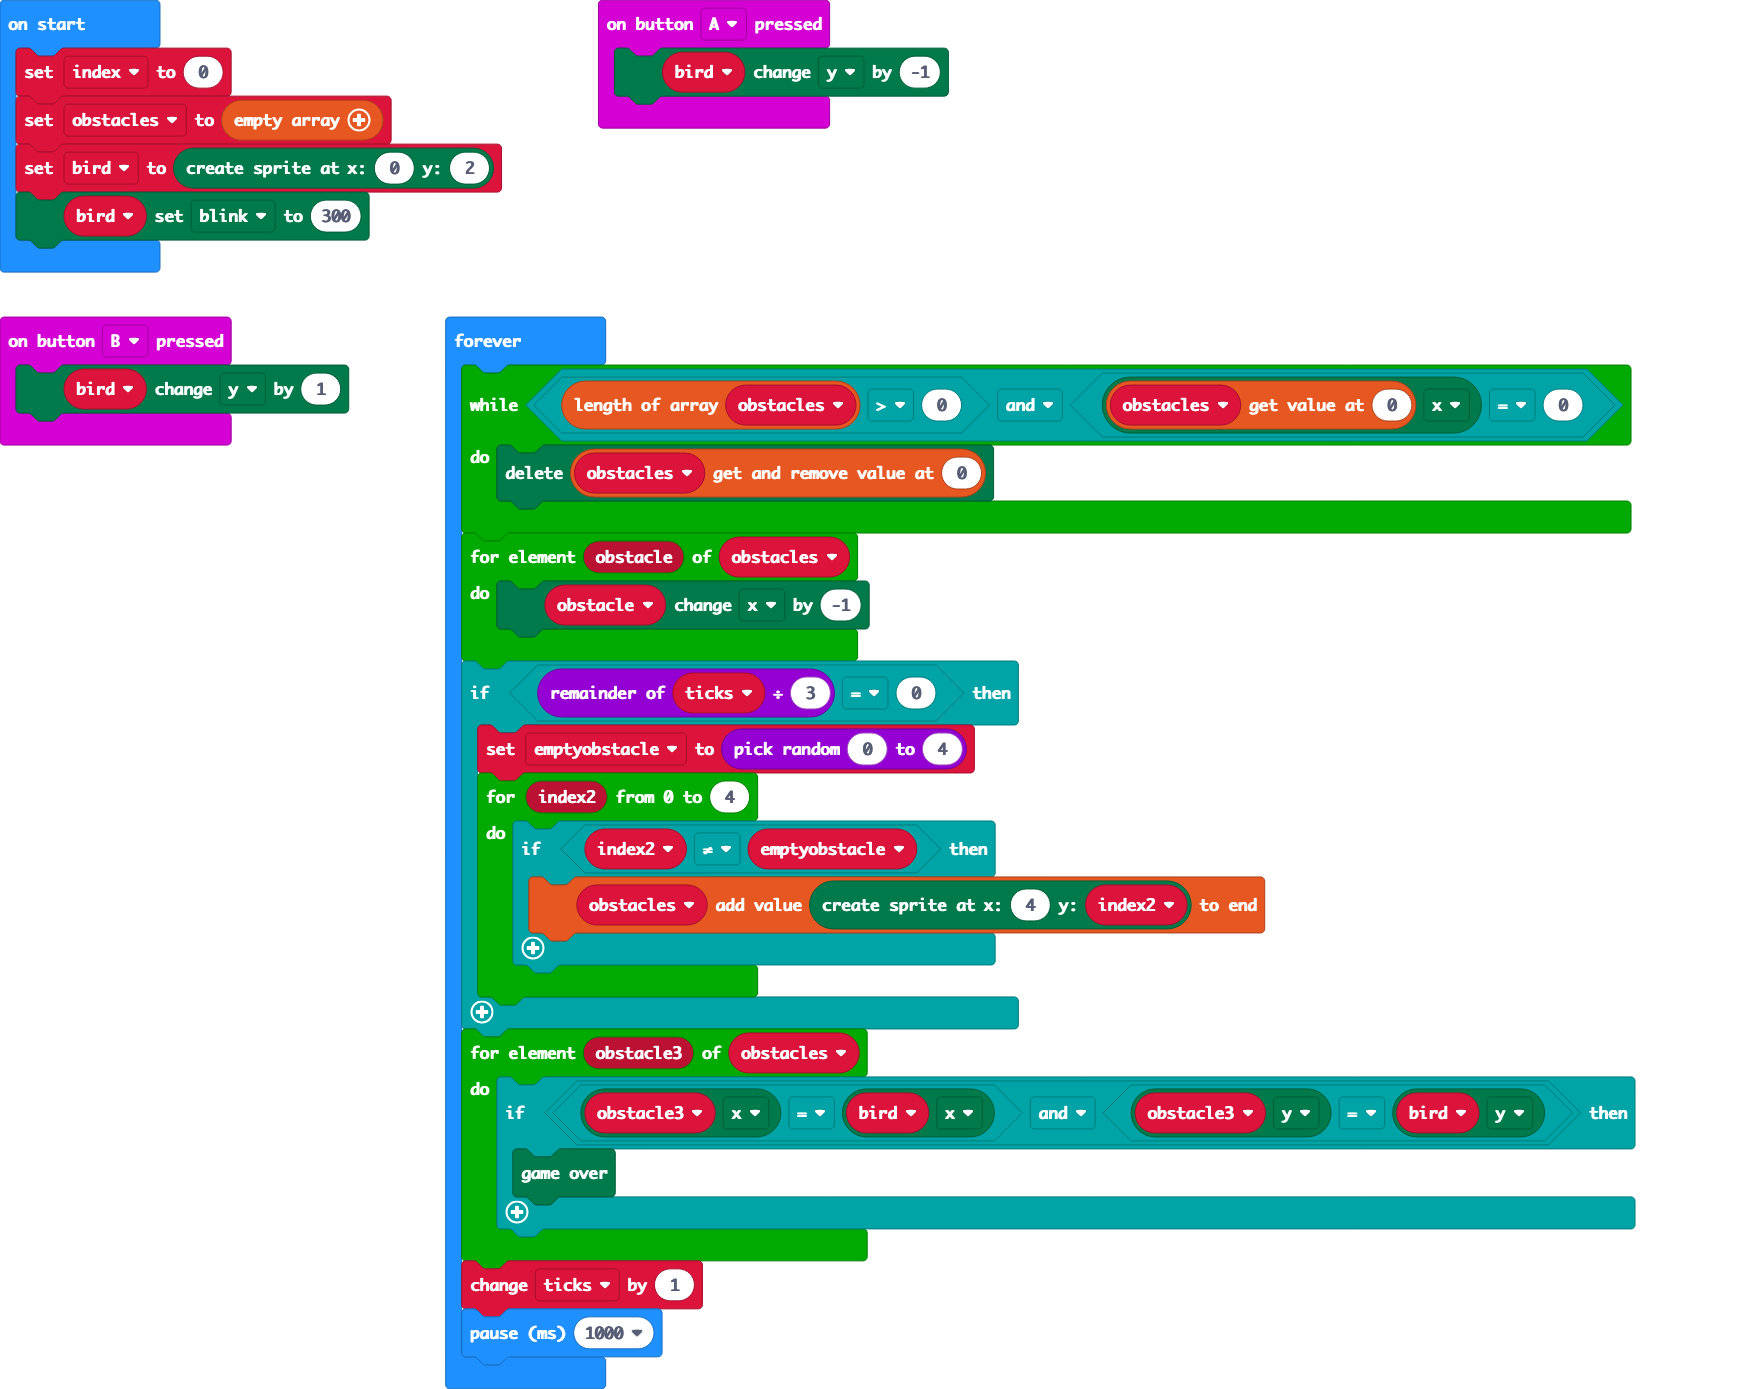 on start
set index to 0
set obstacles to empty array
set bird to create sprite at x: 0 y: 2
bird set blink to 300
on button A pressed
bird change y by -1
on button B pressed
bird change y by 1
forever
while length of array obstacles > 0 and obstacles get value at 0 x = 0
do delete obstacles get and remove value at 0
for element obstacle of obstacles
do obstacle change x by -1
if remainder of ticks ÷ 3 = 0 then
set emptyobstacle to pick random 0 to 4
for index2 from 0 to 4
do if index2 ≠ emptyobstacle then
obstacles add value create sprite at x: 4 y: index2 to end
for element obstacle3 of obstacles
do if obstacle3 x = bird x and obstacle3 y = bird y then
game over
change ticks by 1
pause (ms) 1000